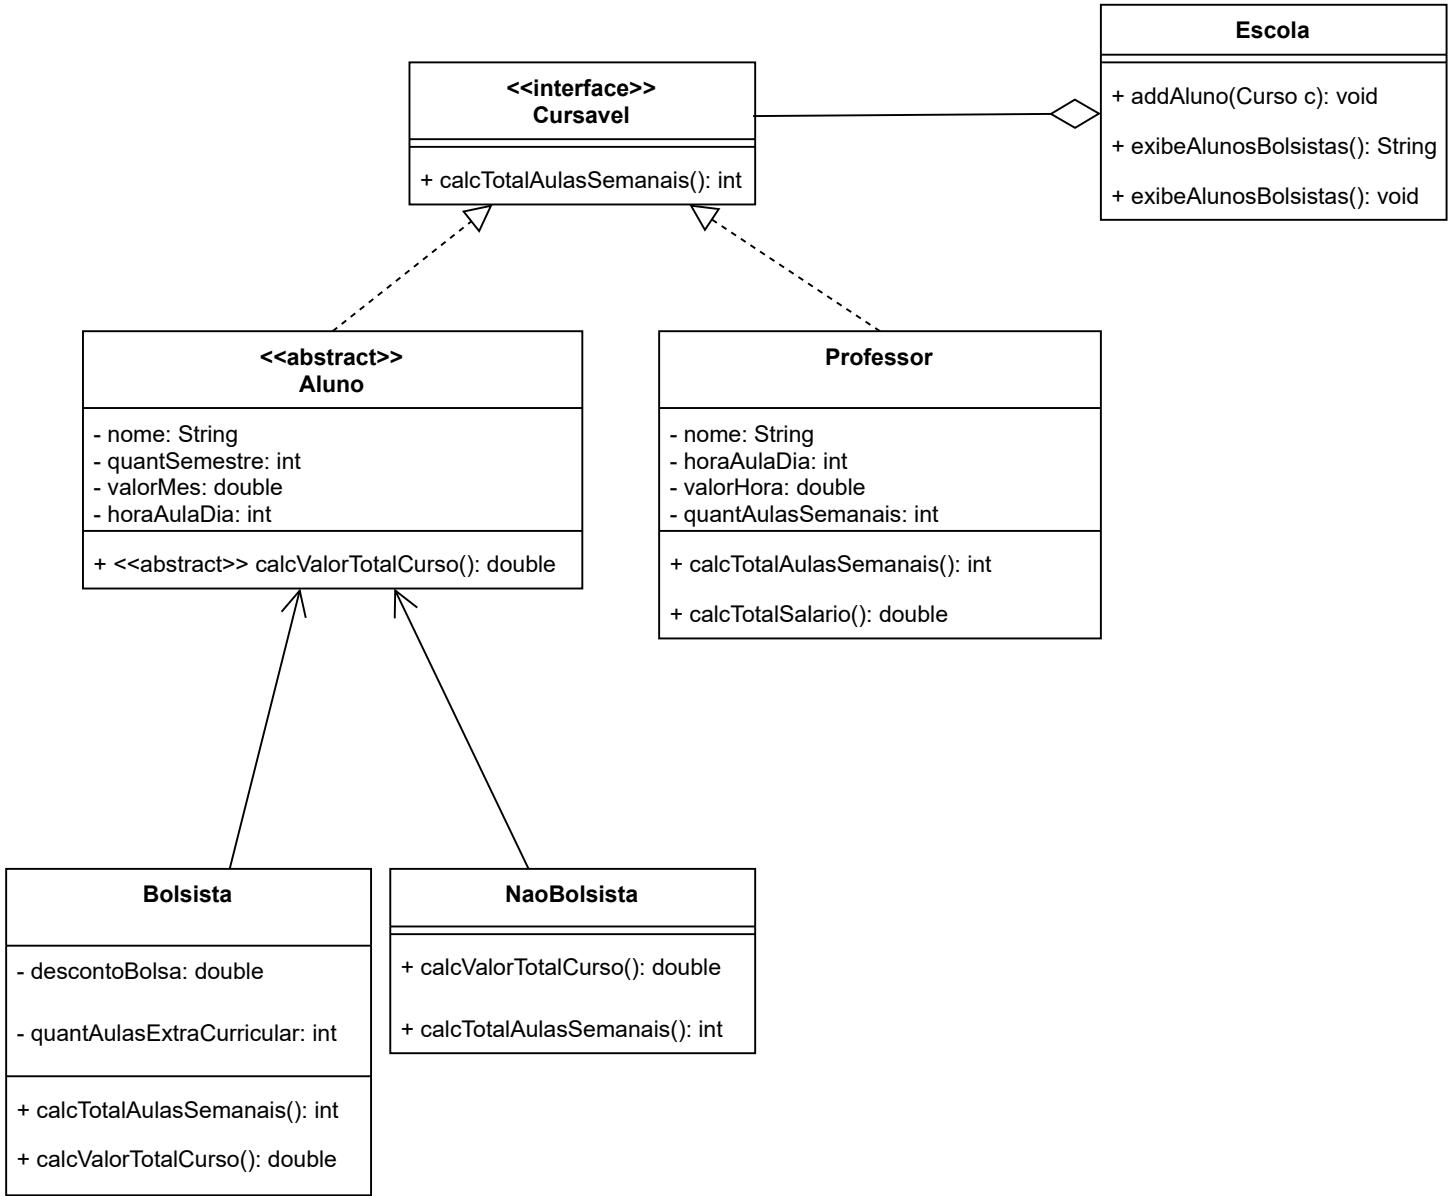 Escola
+ addAluno(Curso c): void
+ exibeAlunosBolsistas(): String
+ exibeAlunosBolsistas(): void
<<interface>>
Cursavel
+ calcTotalAulasSemanais(): int
<<abstract>>
Aluno
- nome: String
- quantSemestre: int
- valorMes: double
- horaAulaDia: int
+ <<abstract>> calcValorTotalCurso(): double
Professor
- nome: String
- horaAulaDia: int
- valorHora: double
- quantAulasSemanais: int
+ calcTotalAulasSemanais(): int
+ calcTotalSalario(): double
Bolsista
- descontoBolsa: double
- quantAulasExtraCurricular: int
+ calcTotalAulasSemanais(): int
+ calcValorTotalCurso(): double
NaoBolsista
+ calcValorTotalCurso(): double
+ calcTotalAulasSemanais(): int